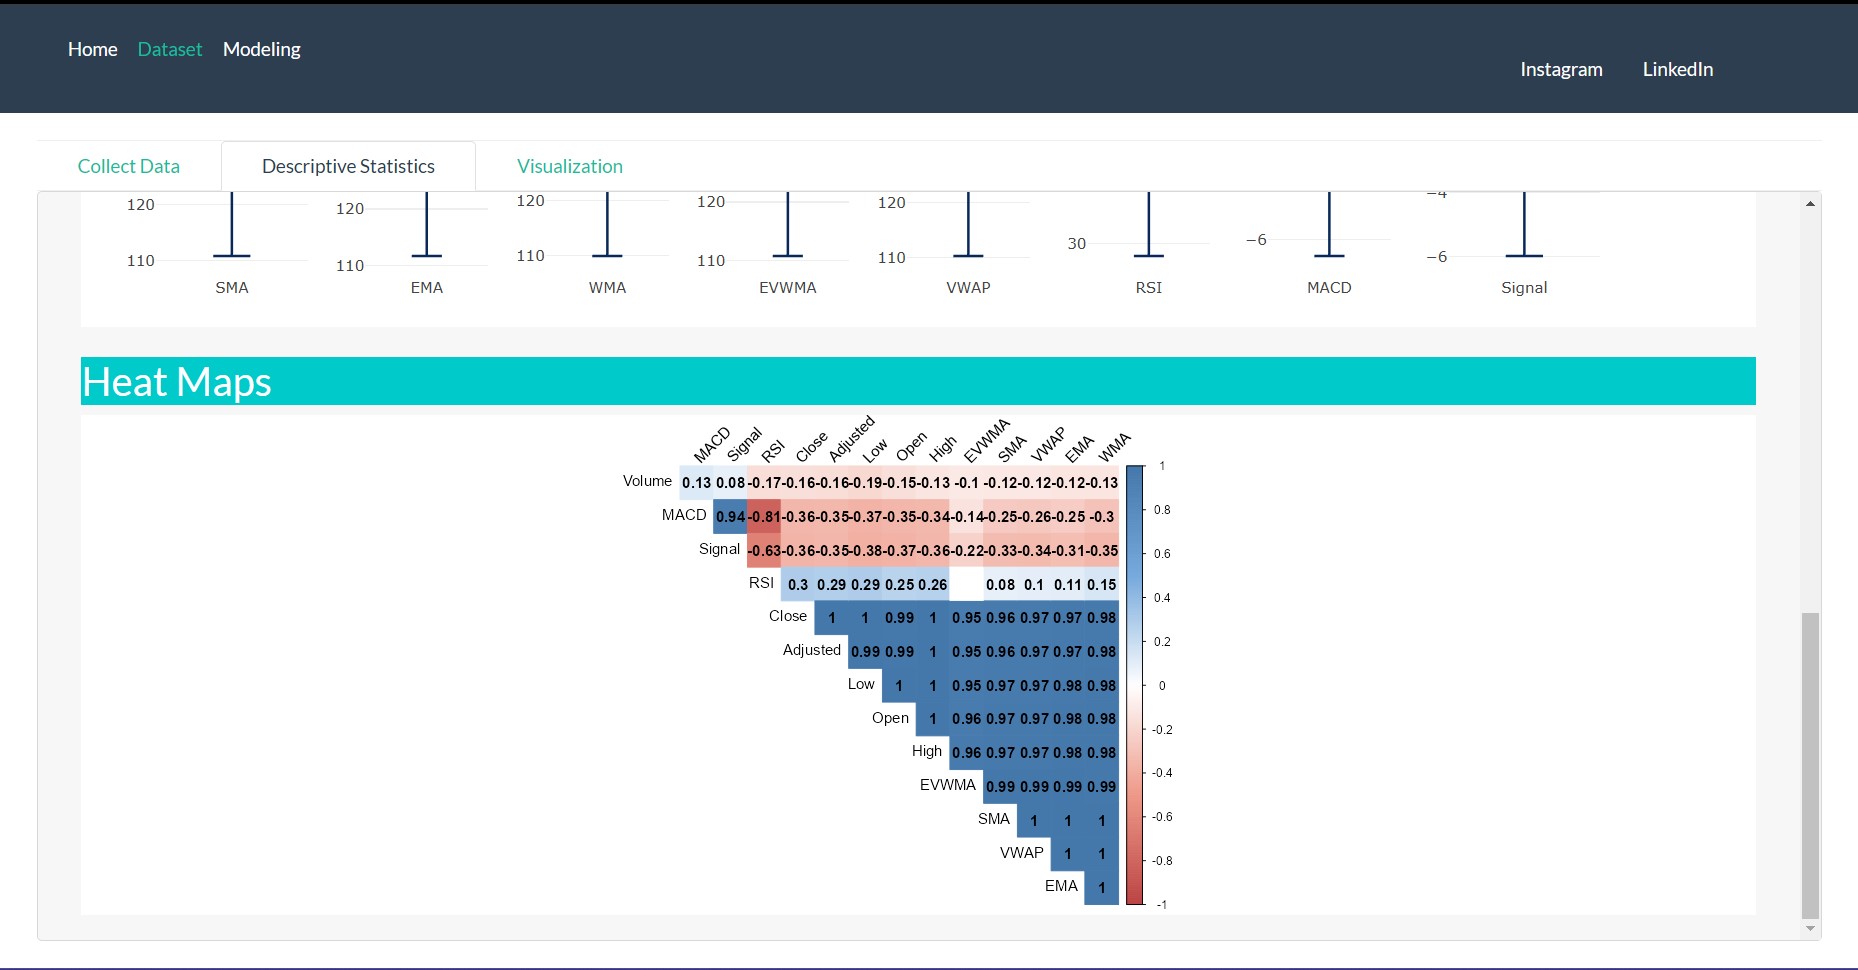 Home Dataset Modeling
Instagram LinkedIn
Collect Data Descriptive Statistics Visualization
120 120 120 120 120 30 −6 −4
110 110 110 110 110 −6
SMA EMA WMA EVWMA VWAP RSI MACD Signal
Heat Maps
MACD Signal RSI Close Adjusted Low Open High EVWMA SMA VWAP EMA WMA
Volume 0.13 0.08 -0.17 -0.16 -0.16 -0.19 -0.15 -0.13 -0.1 -0.12 -0.12 -0.12 -0.13
MACD 0.94 -0.81 -0.36 -0.35 -0.37 -0.35 -0.34 -0.14 -0.25 -0.26 -0.25 -0.3
Signal -0.63 -0.36 -0.35 -0.38 -0.37 -0.36 -0.22 -0.33 -0.34 -0.31 -0.35
RSI 0.3 0.29 0.29 0.25 0.26 0.08 0.1 0.11 0.15
Close 1 1 0.99 1 0.95 0.96 0.97 0.97 0.98
Adjusted 0.99 0.99 1 0.95 0.96 0.97 0.97 0.98
Low 1 1 0.95 0.97 0.97 0.98 0.98
Open 1 0.96 0.97 0.97 0.98 0.98
High 0.96 0.97 0.97 0.98 0.98
EVWMA 0.99 0.99 0.99 0.99
SMA 1 1 1
VWAP 1 1
EMA 1
1
0.8
0.6
0.4
0.2
0
-0.2
-0.4
-0.6
-0.8
-1